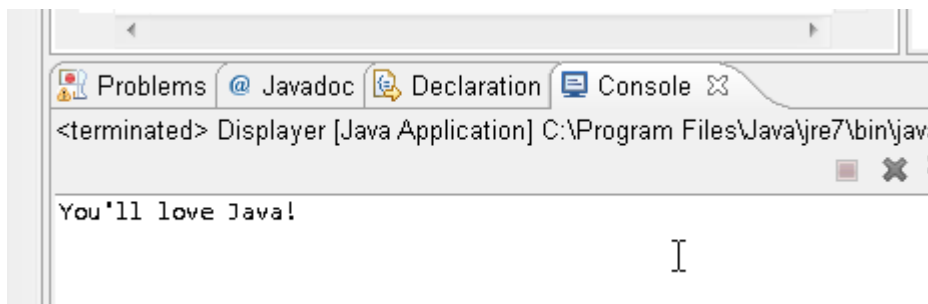 Problems @ Javadoc Declaration Console
<terminated> Displayer [Java Application] C:\Program Files\Java\jre7\bin\jav
You'll love Java!